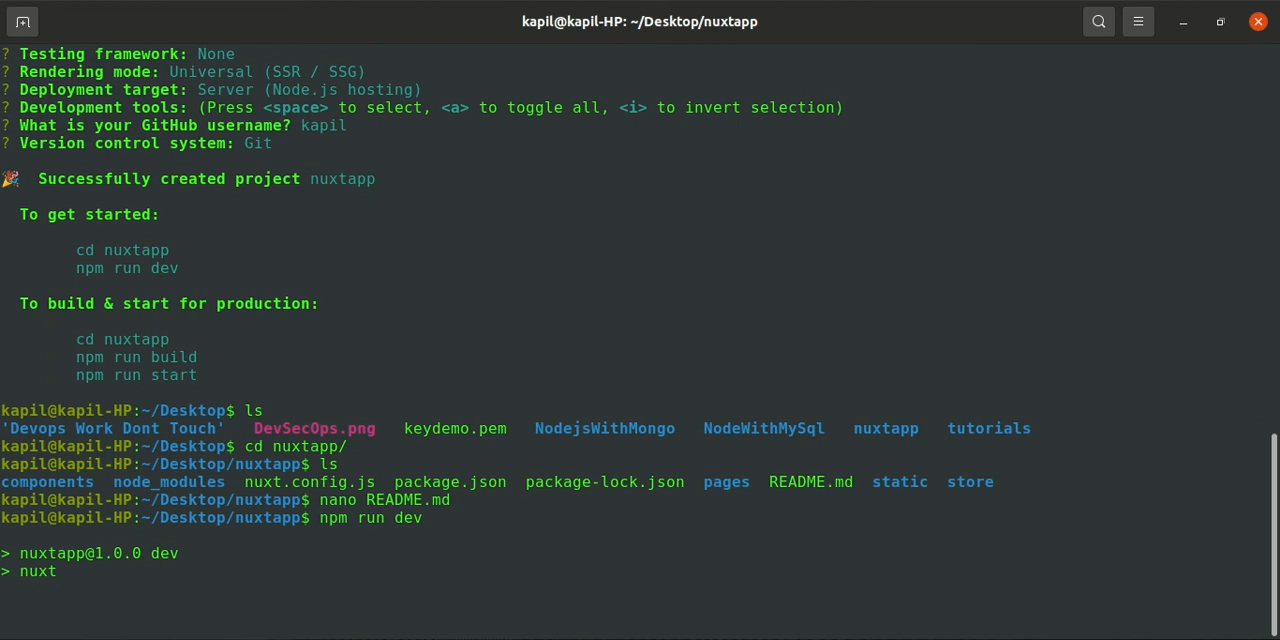 kapil@kapil-HP: ~/Desktop/nuxtapp
? Testing framework: None
? Rendering mode: Universal (SSR / SSG)
? Deployment target: Server (Node.js hosting)
? Development tools: (Press <space> to select, <a> to toggle all, <i> to invert selection)
? What is your GitHub username? kapil
? Version control system: Git
🎉 Successfully created project nuxtapp
To get started:
cd nuxtapp
npm run dev
To build & start for production:
cd nuxtapp
npm run build
npm run start
kapil@kapil-HP:~/Desktop$ ls
'Devops Work Dont Touch' DevSecOps.png keydemo.pem NodejsWithMongo NodeWithMySql nuxtapp tutorials
kapil@kapil-HP:~/Desktop$ cd nuxtapp/
kapil@kapil-HP:~/Desktop/nuxtapp$ ls
components node_modules nuxt.config.js package.json package-lock.json pages README.md static store
kapil@kapil-HP:~/Desktop/nuxtapp$ nano README.md
kapil@kapil-HP:~/Desktop/nuxtapp$ npm run dev
> nuxtapp@1.0.0 dev
> nuxt